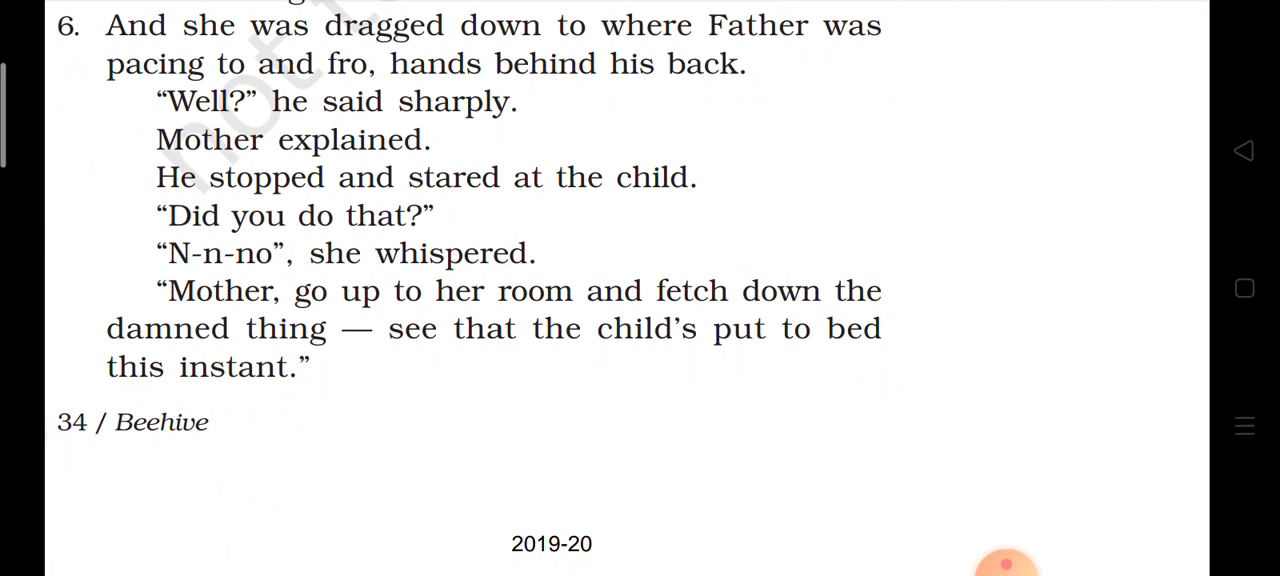 6. And she was dragged down to where Father was
pacing to and fro, hands behind his back.
“Well?” he said sharply.
Mother explained.
He stopped and stared at the child.
“Did you do that?”
“N-n-no”, she whispered.
“Mother, go up to her room and fetch down the
damned thing — see that the child’s put to bed
this instant.”
34 / Beehive
2019-20